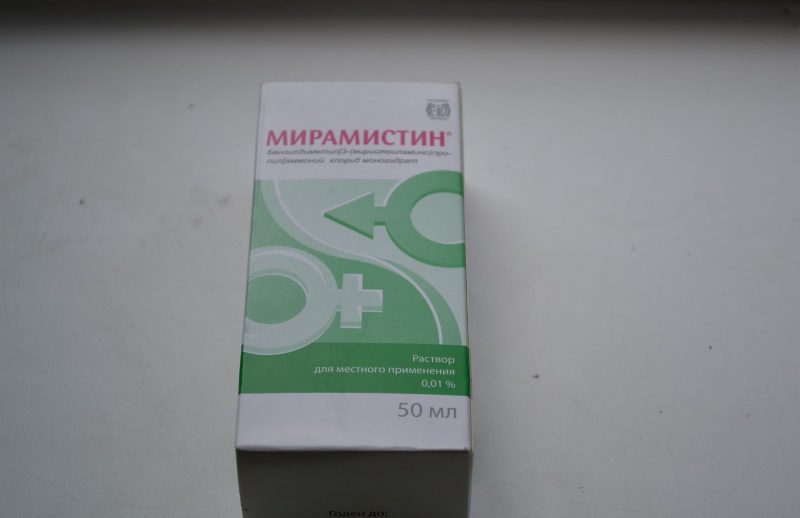 МИРАМИСТИН®
Бензилдиметил[3-(миристоиламино)про-
пил]аммоний хлорид моногидрат
Раствор
для местного применения
0,01 %
50 мл
Годен до: